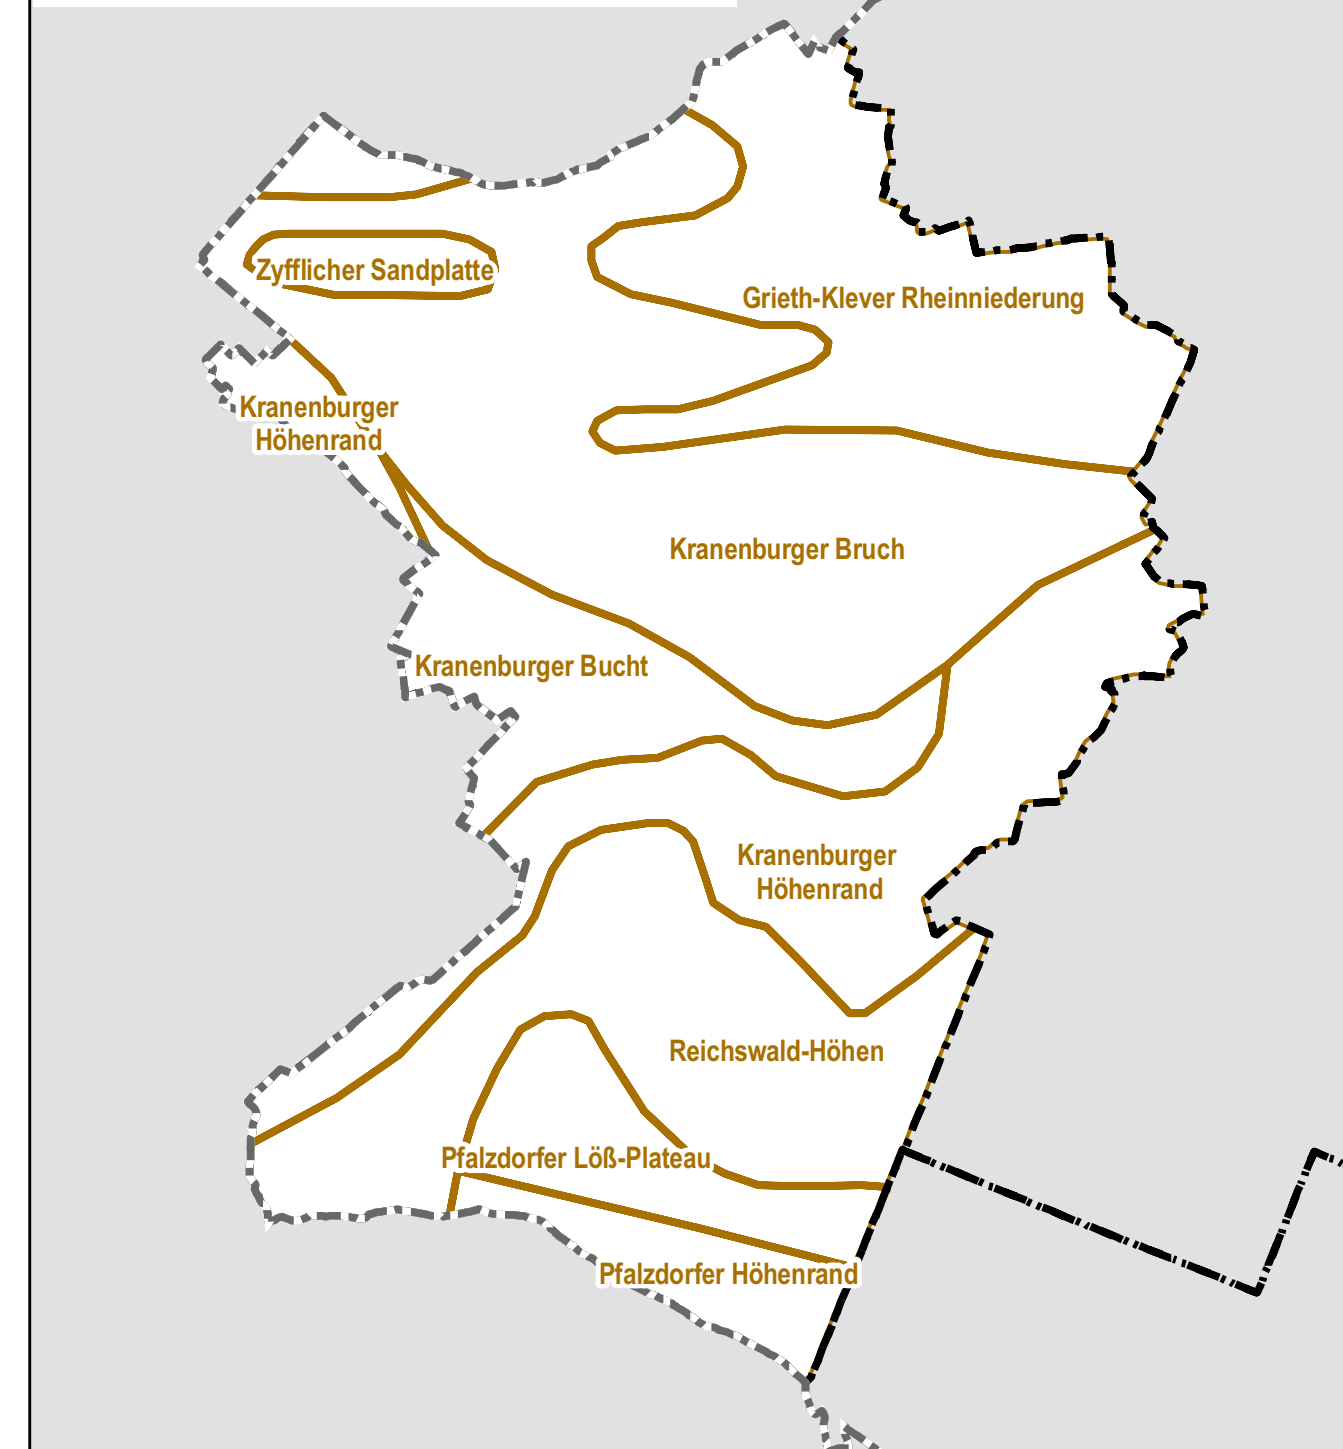 Zyfflicher Sandplatte
Grieth-Klever Rheinniederung
Kranenburger
Höhenrand
Kranenburger Bruch
Kranenburger Bucht
Kranenburger
Höhenrand
Reichswald-Höhen
Pfalzdorfer Löß-Plateau
Pfalzdorfer Höhenrand